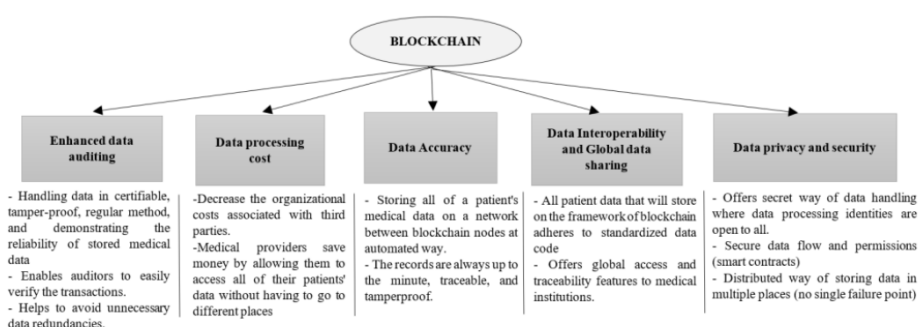 BLOCKCHAIN
Enhanced data
auditing
- Handling data in certifiable,
tamper-proof, regular method,
and demonstrating the
reliability of stored medical
data
- Enables auditors to easily
verify the transactions.
- Helps to avoid unnecessary
data redundancies.
Data processing
cost
-Decrease the organizational
costs associated with third
parties.
-Medical providers save
money by allowing them to
access all of their patients'
data without having to go to
different places
Data Accuracy
- Storing all of a patient's
medical data on a network
between blockchain nodes at
automated way.
- The records are always up to
the minute, traceable, and
tamperproof.
Data Interoperability
and Global data
sharing
- All patient data that will store
on the framework of blockchain
adheres to standardized data
code
- Offers global access and
traceability features to medical
institutions.
Data privacy and security
- Offers secret way of data handling
where data processing identities are
open to all.
- Secure data flow and permissions
(smart contracts)
- Distributed way of storing data in
multiple places (no single failure point)